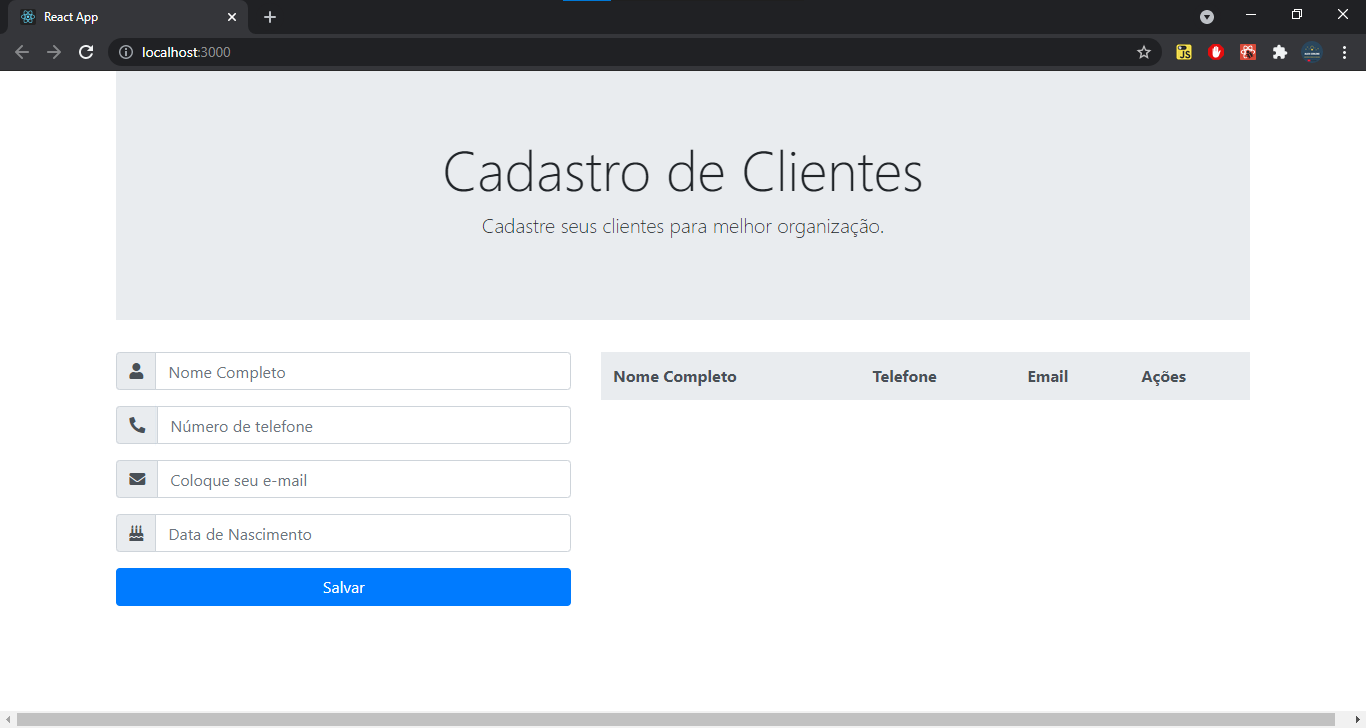 React App
localhost:3000
JS
Cadastro de Clientes
Cadastre seus clientes para melhor organização.
Nome Completo
Número de telefone
Coloque seu e-mail
Data de Nascimento
Salvar
Nome Completo Telefone Email Ações